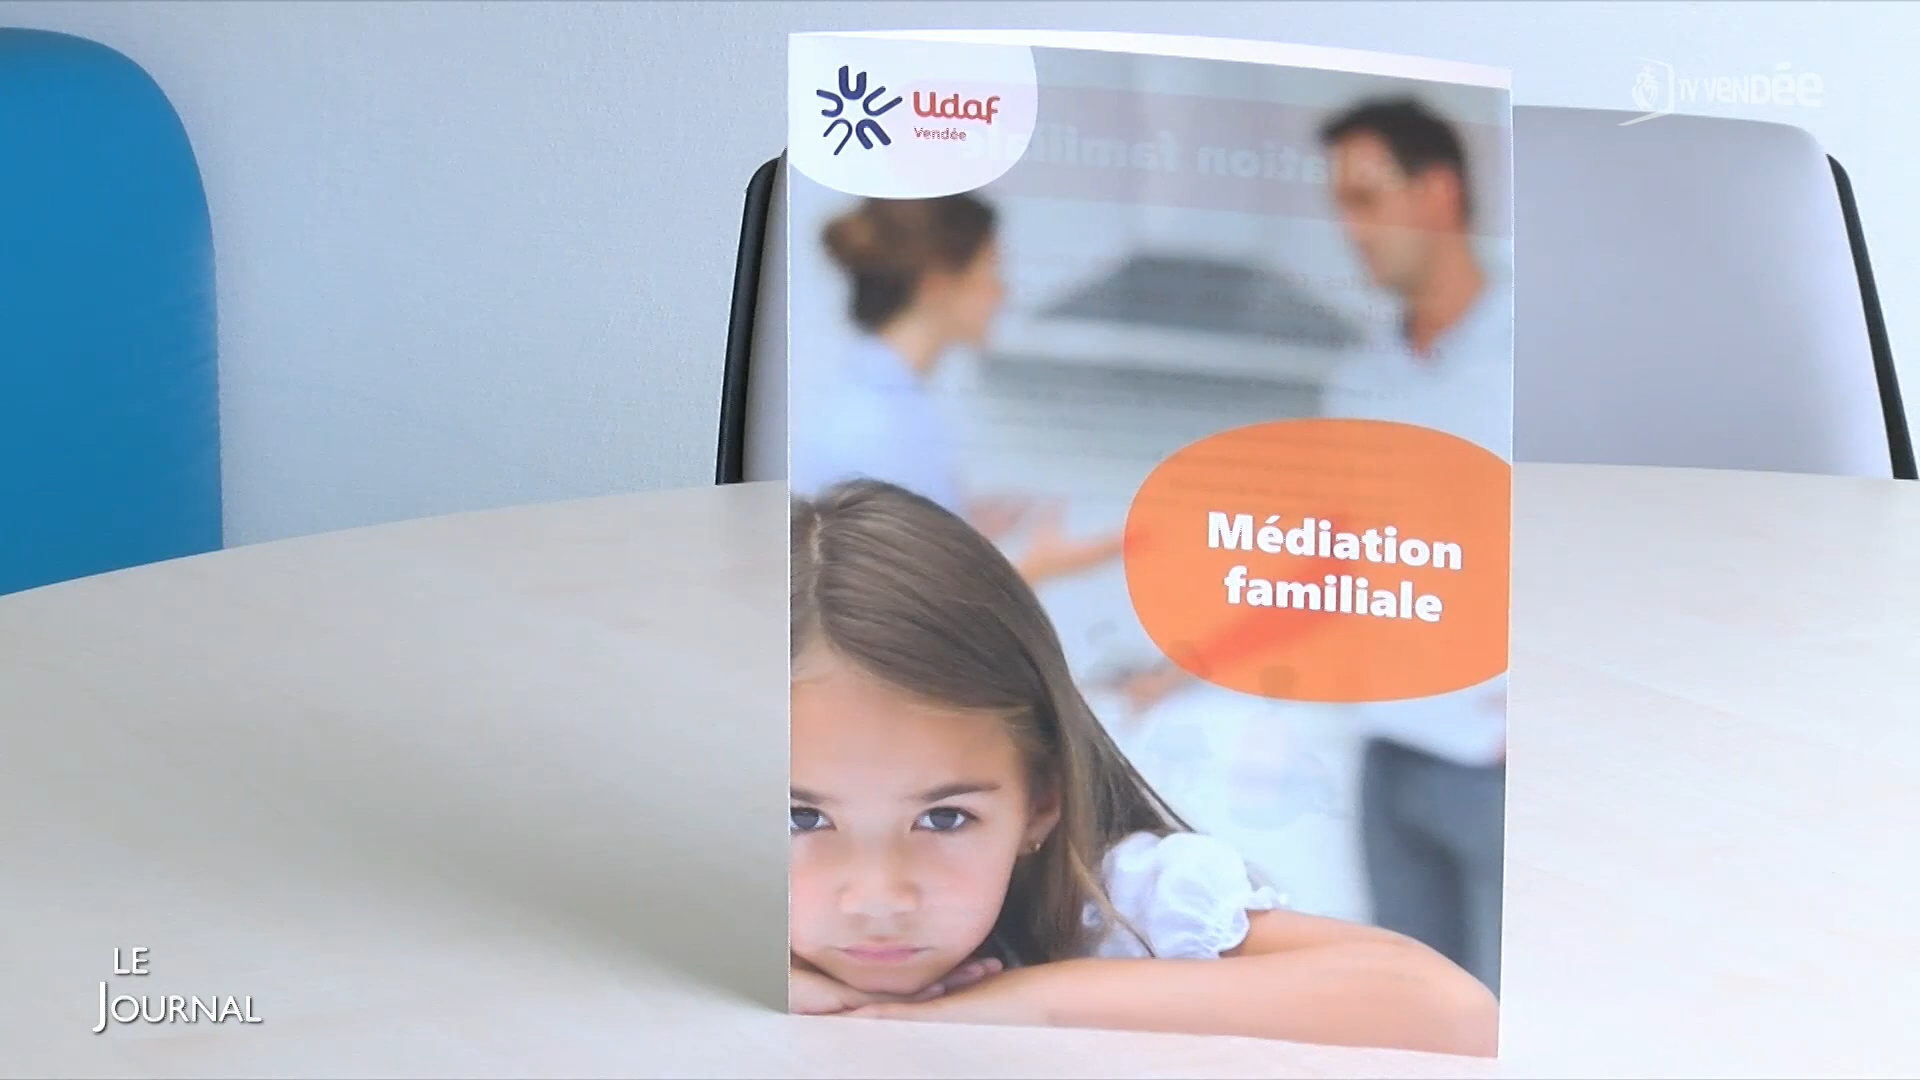 Udaf
Vendée
TV VENDÉE
Médiation
familiale
LE
JOURNAL